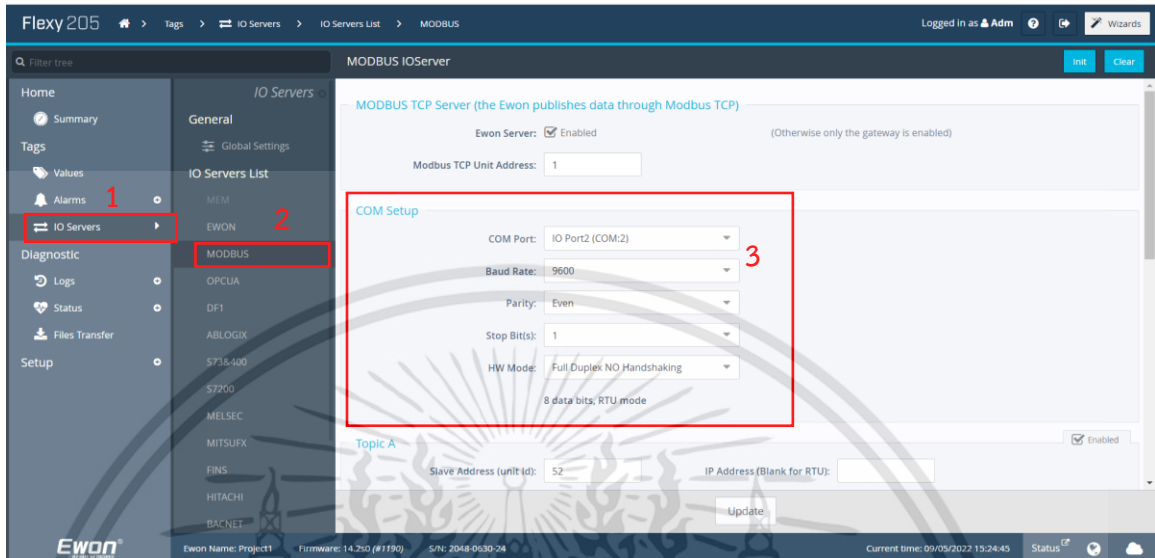 Flexy 205 > Tags > IO Servers > IO Servers List > MODBUS
Logged in as Adm
Wizards
Filter tree
MODBUS IOServer
Init
Clear
Home
Summary
Tags
Values
Alarms
1
IO Servers
Diagnostic
Logs
Status
Files Transfer
Setup
IO Servers
General
Global Settings
IO Servers List
MEM
EWON
2
MODBUS
OPCUA
DF1
ABLOGIX
S73&400
S7200
MELSEC
MITSUFX
FINS
HITACHI
BACNET
MODBUS TCP Server (the Ewon publishes data through Modbus TCP)
Ewon Server: Enabled (Otherwise only the gateway is enabled)
Modbus TCP Unit Address: 1
COM Setup
COM Port: IO Port2 (COM:2)
3
Baud Rate: 9600
Parity: Even
Stop Bit(s): 1
HW Mode: Full Duplex NO Handshaking
8 data bits, RTU mode
Topic A
Enabled
Slave Address (unit id): 52 IP Address (Blank for RTU):
Update
Ewon®
Ewon Name: Project1 Firmware: 14.2s0 (#1190) S/N: 2048-0630-24
Current time: 09/05/2022 15:24:45 Status